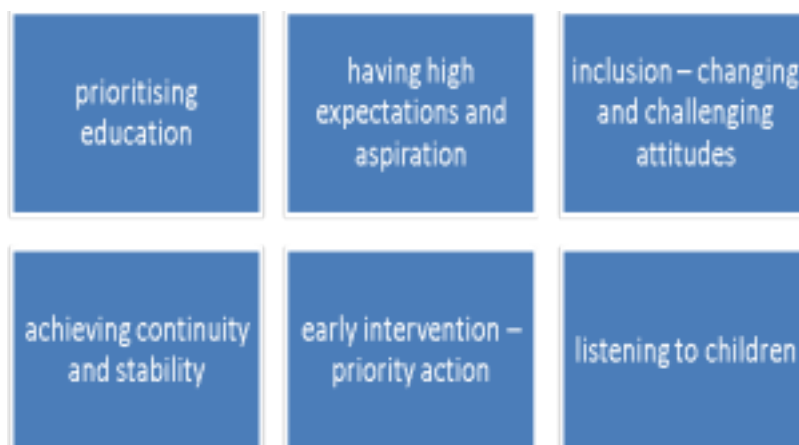 prioritising
education
having high
expectations and
aspiration
inclusion – changing
and challenging
attitudes
achieving continuity
and stability
early intervention –
priority action
listening to children